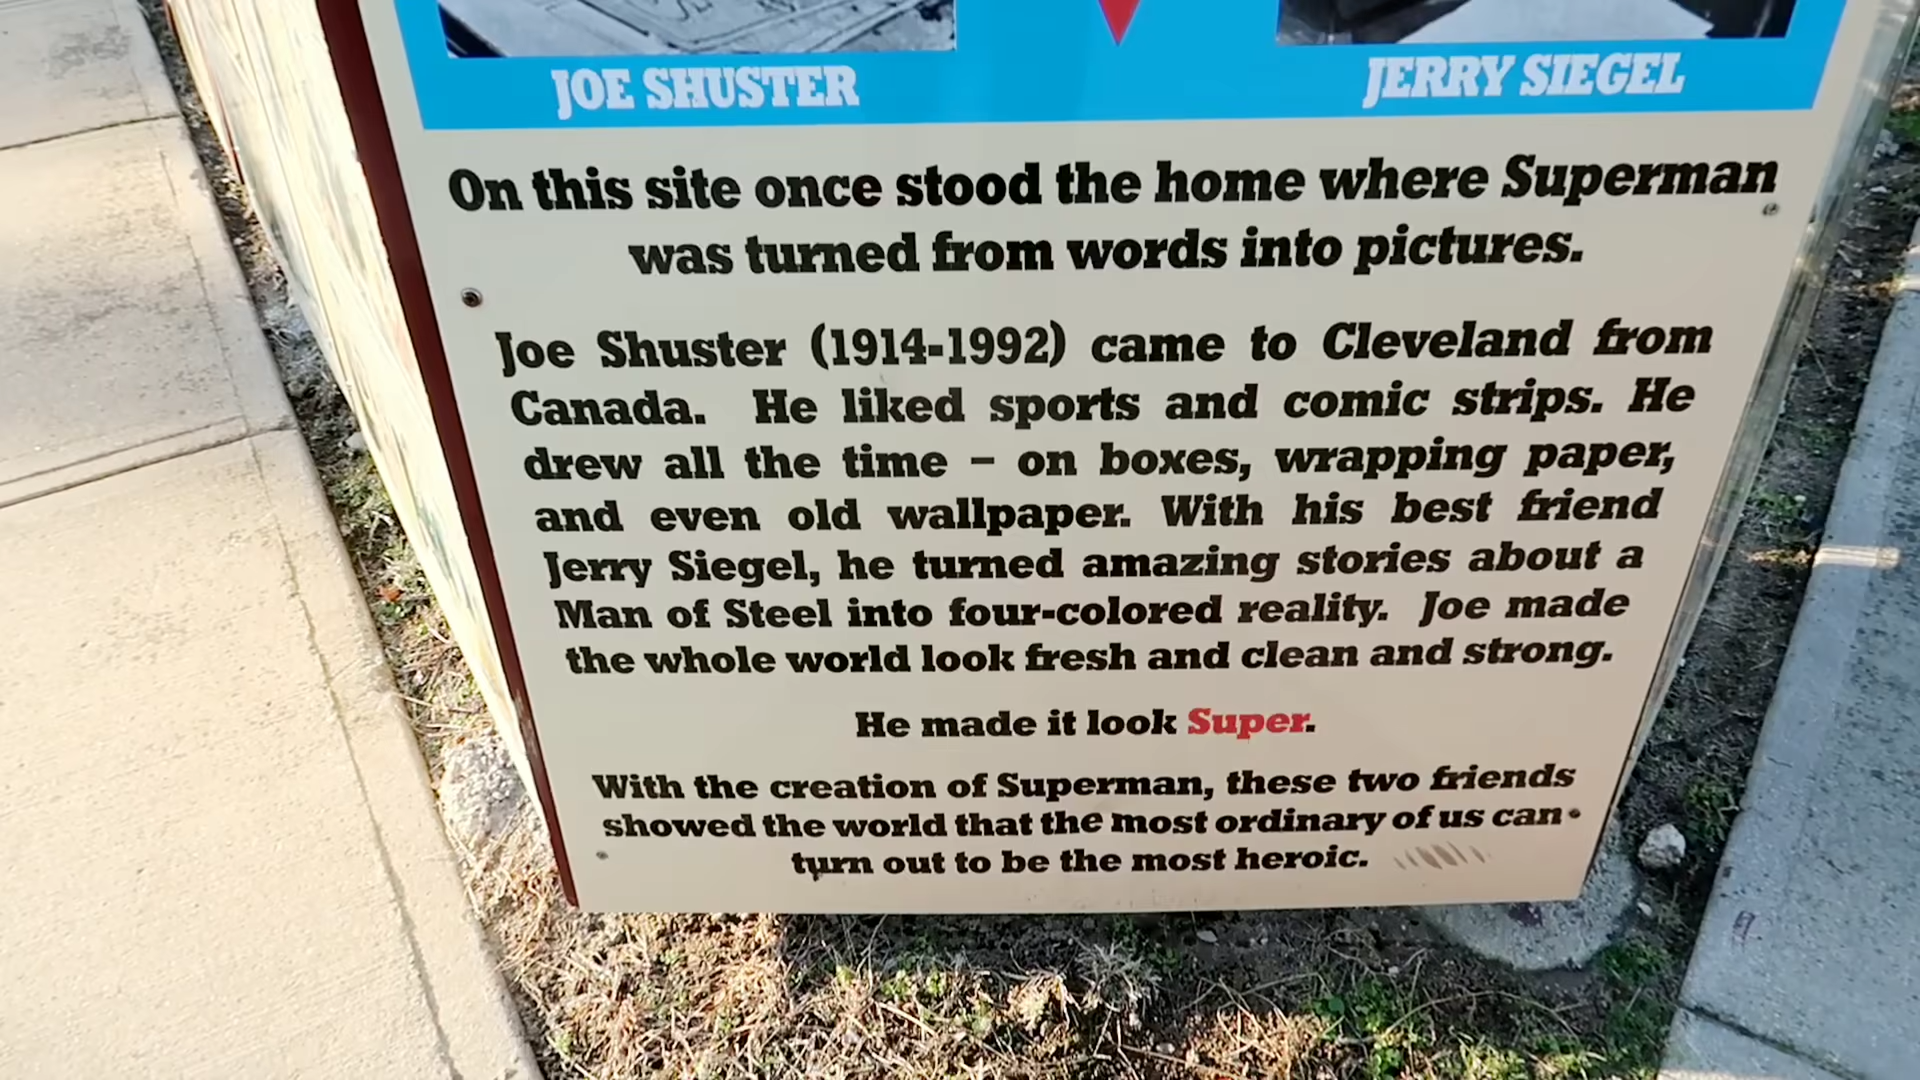 JOE SHUSTER
JERRY SIEGEL
On this site once stood the home where Superman
was turned from words into pictures.
Joe Shuster (1914-1992) came to Cleveland from
Canada. He liked sports and comic strips. He
drew all the time – on boxes, wrapping paper,
and even old wallpaper. With his best friend
Jerry Siegel, he turned amazing stories about a
Man of Steel into four-colored reality. Joe made
the whole world look fresh and clean and strong.
He made it look Super.
With the creation of Superman, these two friends
showed the world that the most ordinary of us can
turn out to be the most heroic.